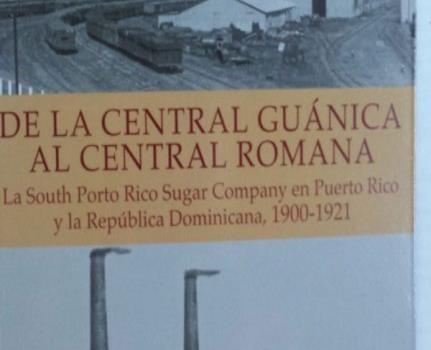 DE LA CENTRAL GUÁNICA
AL CENTRAL ROMANA
La South Porto Rico Sugar Company en Puerto Rico
y la República Dominicana, 1900-1921